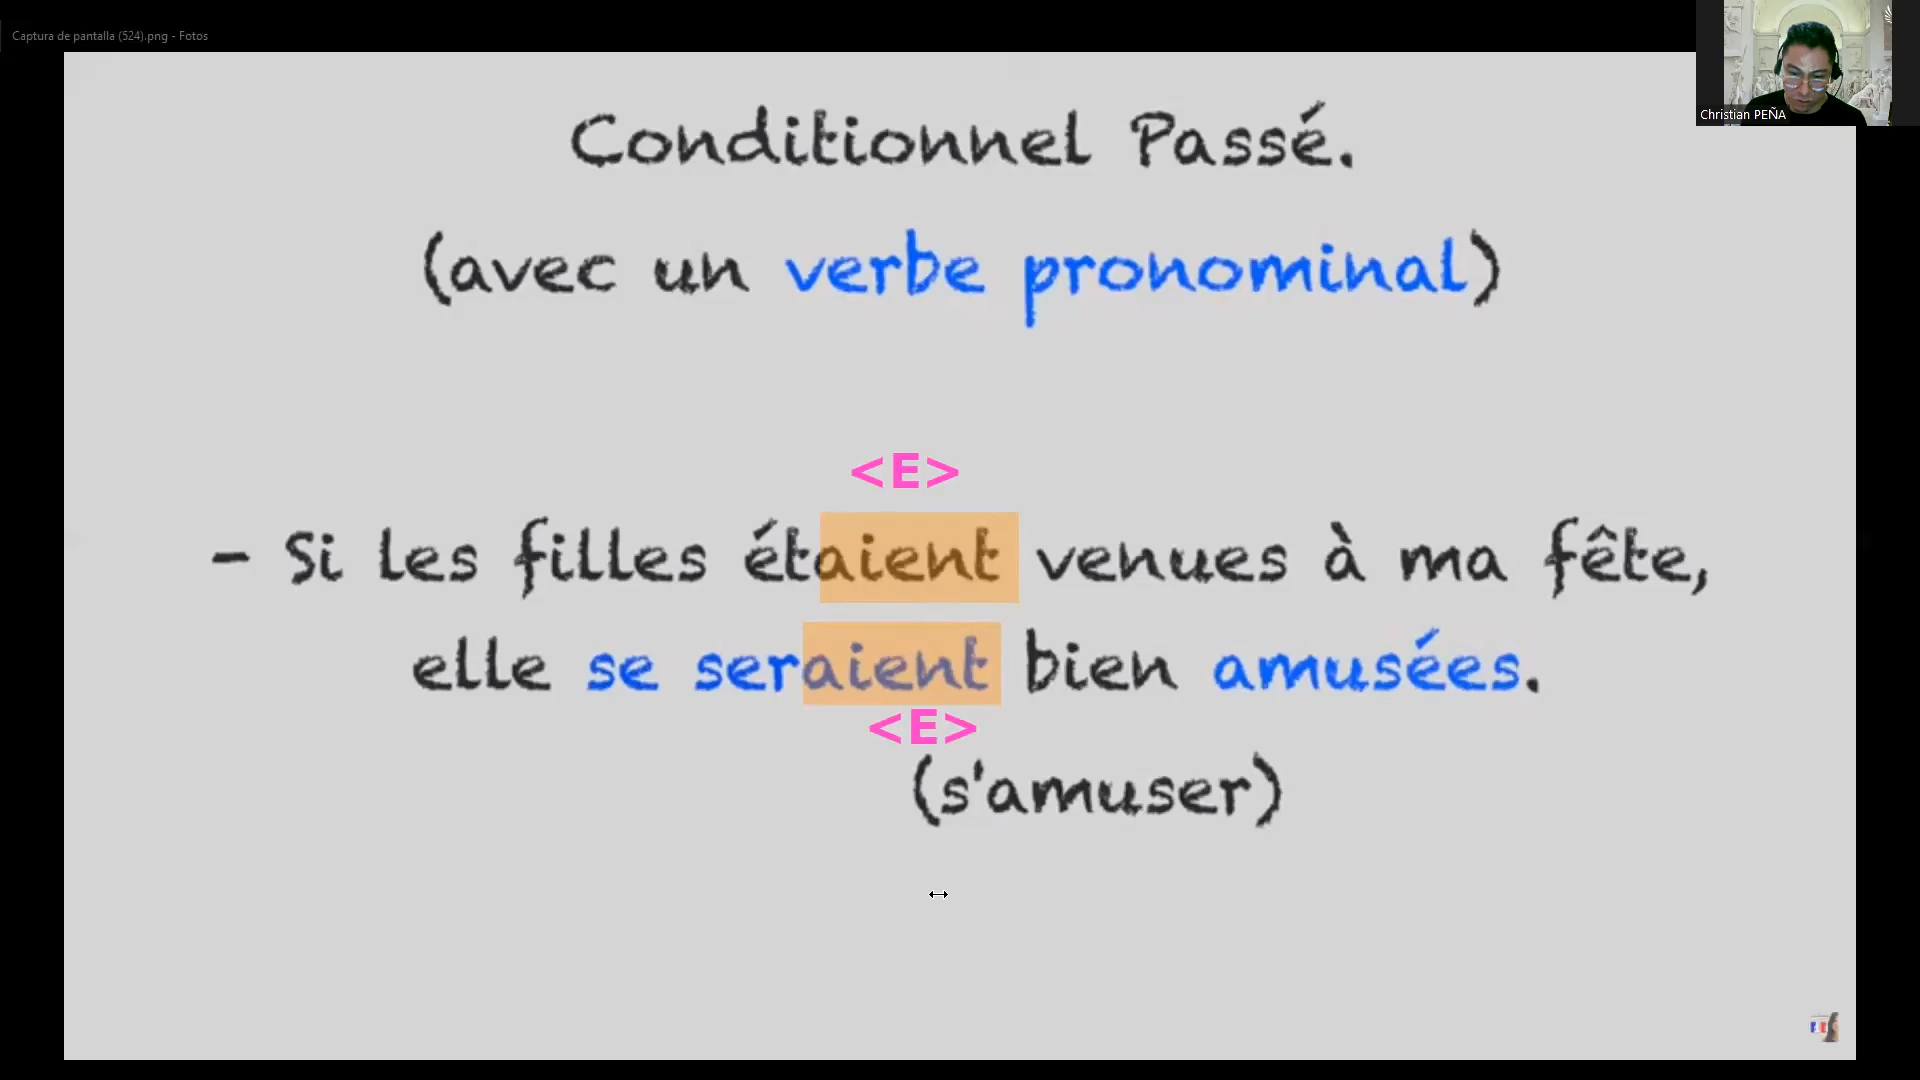 Captura de pantalla (524).png - Fotos
Christian PEÑA
Conditionnel Passé.
(avec un verbe pronominal)
<E>
- Si les filles étaient venues à ma fête,
elle se seraient bien amusées.
<E>
(s'amuser)